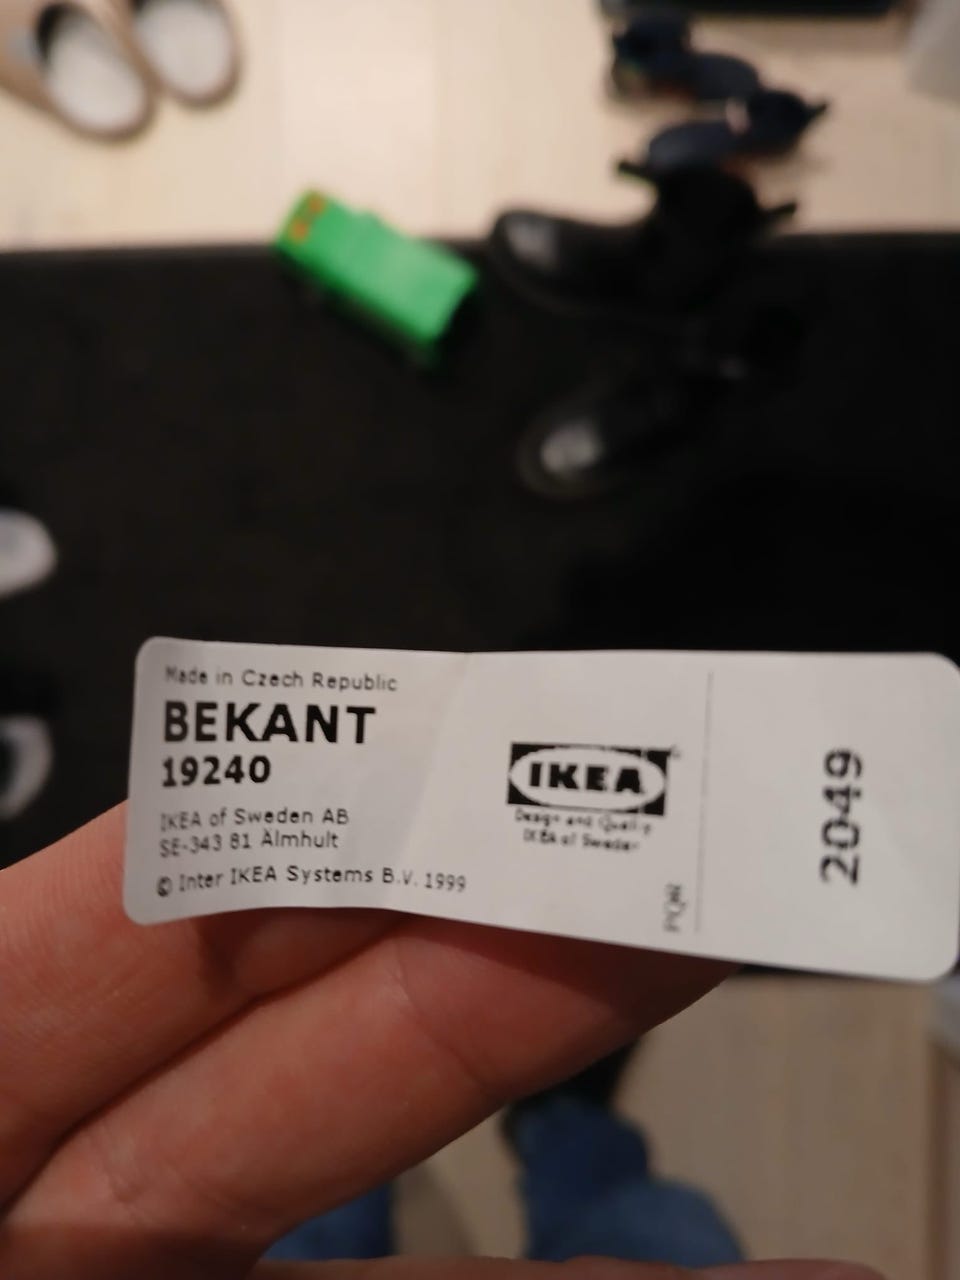 Made in Czech Republic
BEKANT
19240
IKEA of Sweden AB
SE-343 81 Älmhult
© Inter IKEA Systems B.V. 1999
IKEA
Design and Quality
IKEA of Sweden
PQR
2049